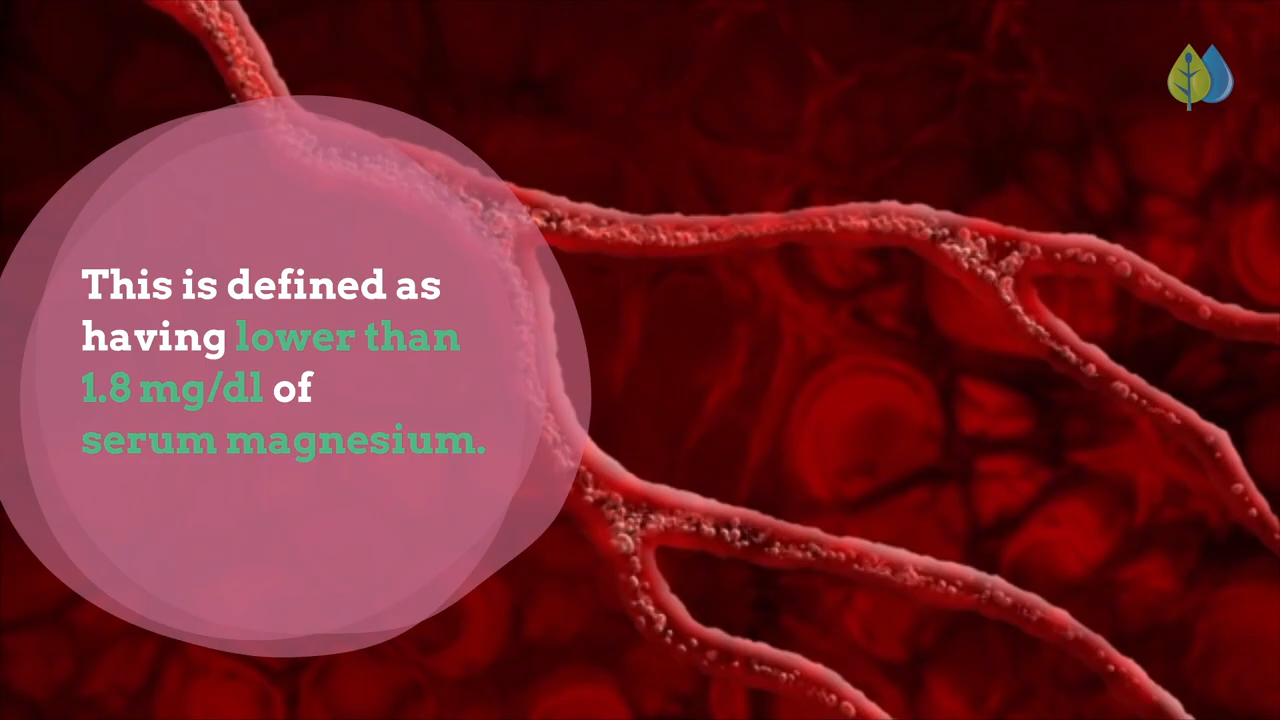 This is defined as
having lower than
1.8 mg/dl of
serum magnesium.